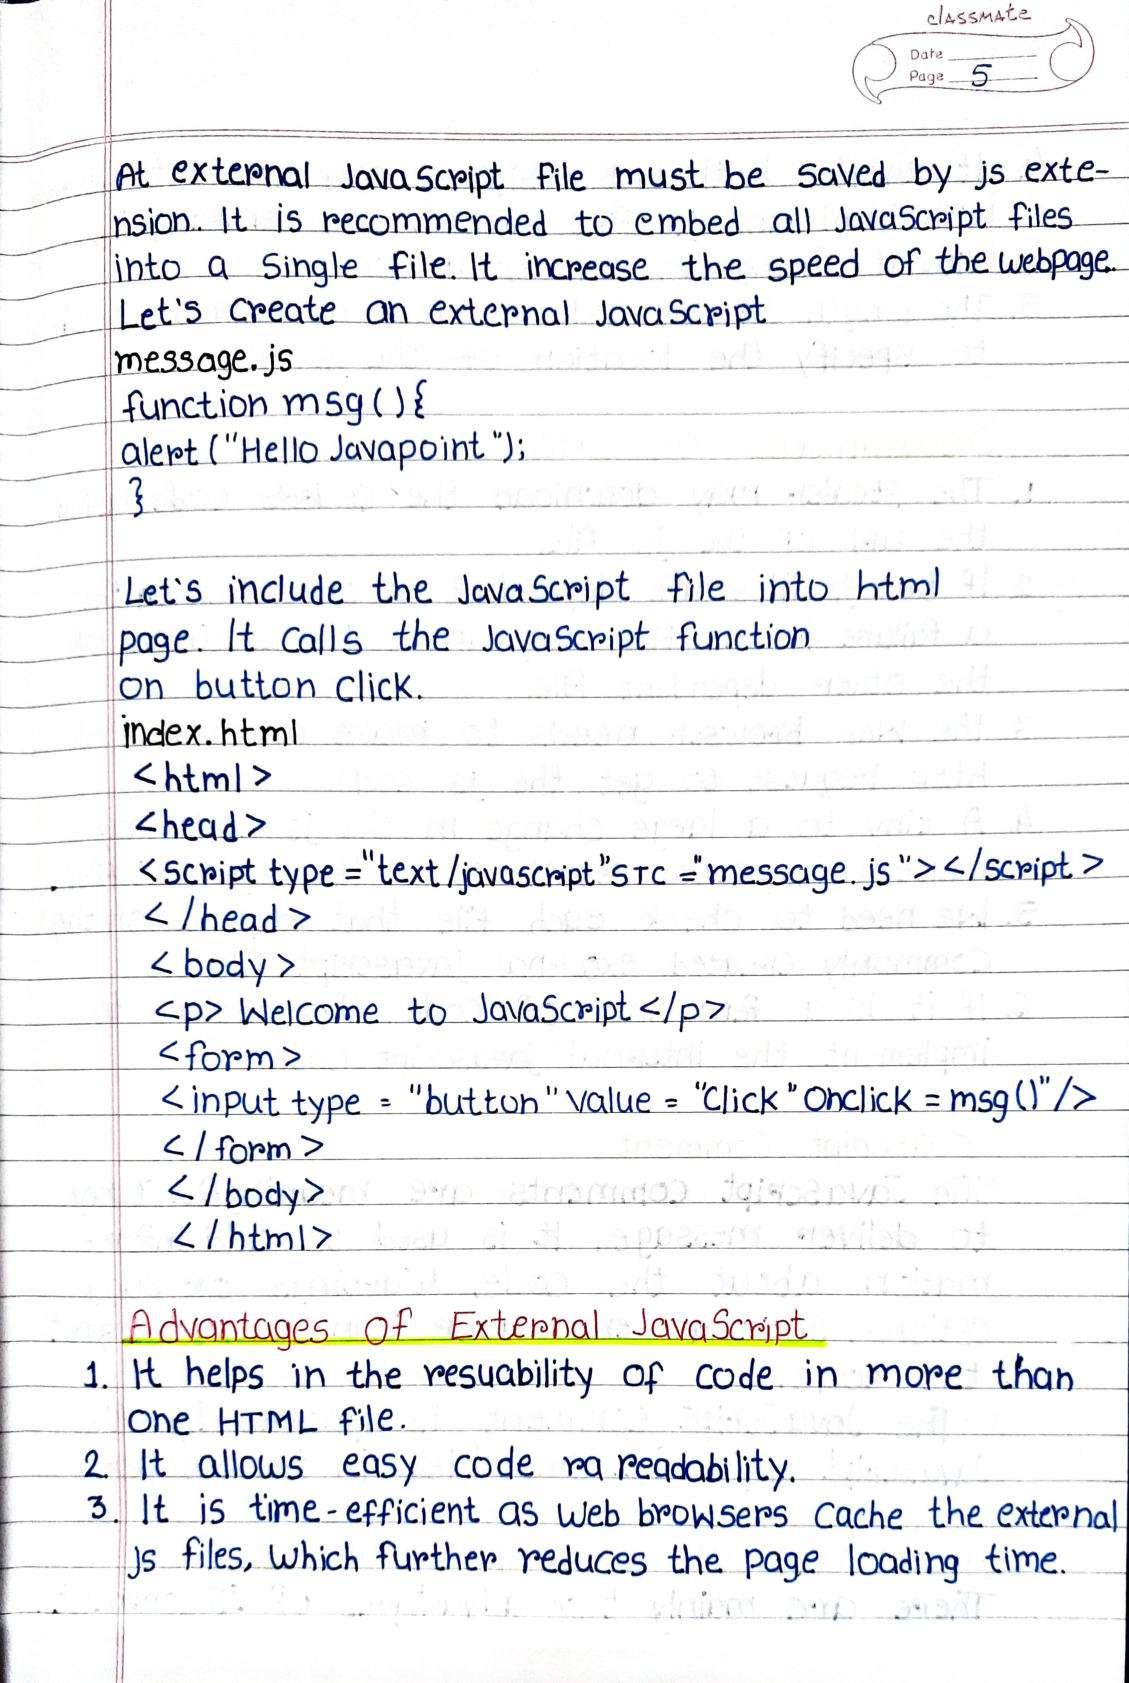 classmate
Date
Page 5
At external JavaScript file must be saved by js exte-
nsion. It is recommended to embed all JavaScript files
into a single file. It increase the speed of the webpage.
Let's create an external JavaScript
message.js
function msg(){
alert("Hello Javapoint");
}
Let's include the JavaScript file into html
page. It calls the JavaScript function
on button click.
index.html
<html>
<head>
<script type="text/javascript"src="message.js"></script>
</head>
<body>
<p> Welcome to JavaScript</p>
<form>
<input type = "button" value = "Click" Onclick = msg()"/>
</form>
</body>
</html>
Advantages Of External JavaScript
1. It helps in the resuability of code in more than
one HTML file.
2. It allows easy code ra readability.
3. It is time-efficient as web browsers cache the external
js files, which further reduces the page loading time.